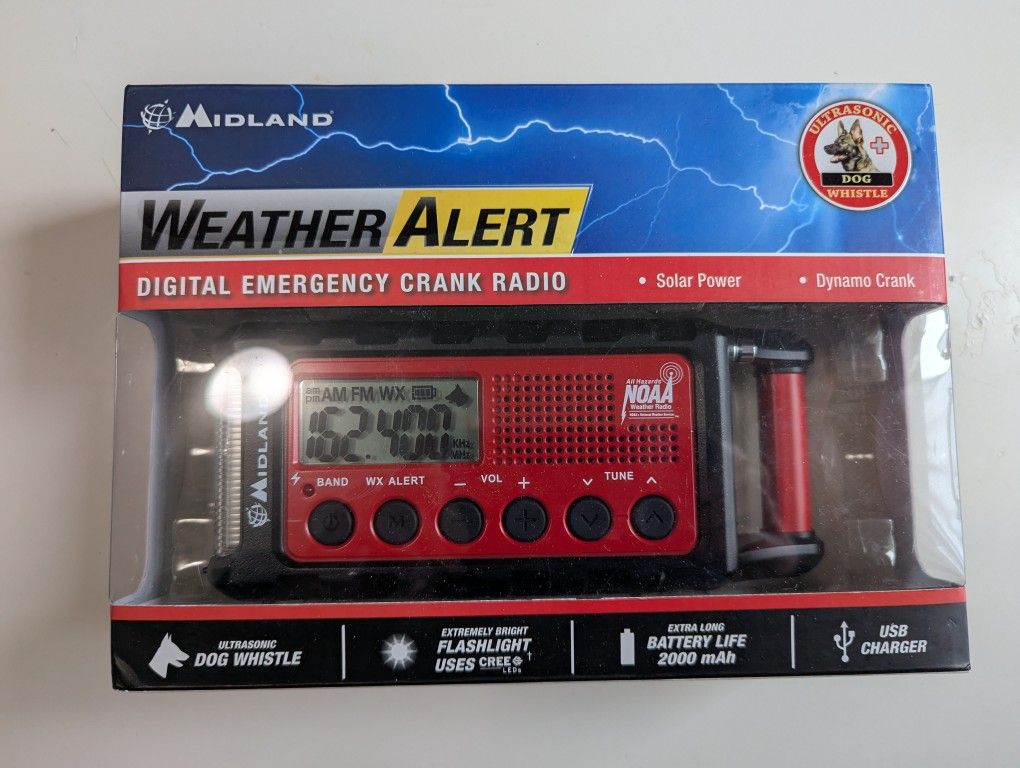 MIDLAND
ULTRASONIC
DOG
WHISTLE
WEATHER ALERT
DIGITAL EMERGENCY CRANK RADIO
• Solar Power
• Dynamo Crank
MIDLAND
am
pm
AM FM WX
162.400
KHz
MHz
All Hazards
NOAA
Weather Radio
BAND
WX ALERT
− VOL +
TUNE
M
ULTRASONIC
DOG WHISTLE
EXTREMELY BRIGHT
FLASHLIGHT
USES CREE
LEDs
EXTRA LONG
BATTERY LIFE
2000 mAh
USB
CHARGER